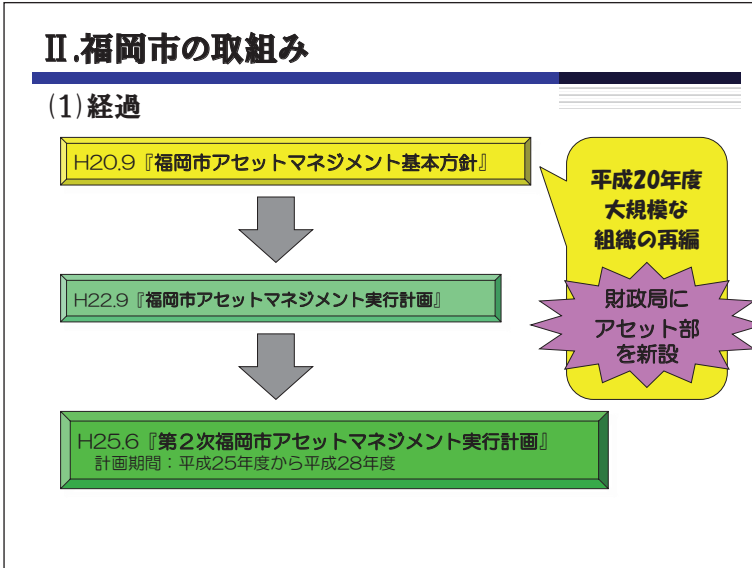 Ⅱ.福岡市の取組み
(1)経過
H20.9『福岡市アセットマネジメント基本方針』
平成20年度
大規模な
組織の再編
財政局に
アセット部
を新設
H22.9『福岡市アセットマネジメント実行計画』
H25.6『第2次福岡市アセットマネジメント実行計画』
計画期間：平成25年度から平成28年度